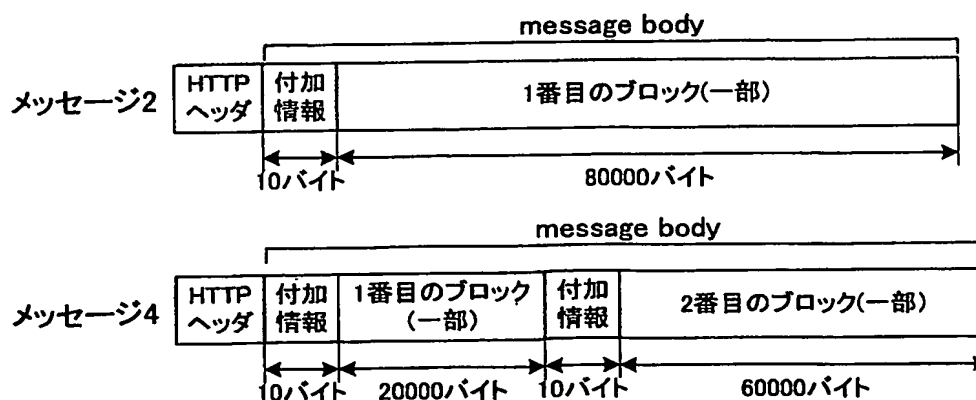 message body
メッセージ2
HTTP
ヘッダ
付加
情報
1番目のブロック(一部)
10バイト
80000バイト
message body
メッセージ4
HTTP
ヘッダ
付加
情報
1番目のブロック
(一部)
付加
情報
2番目のブロック(一部)
10バイト
20000バイト
10バイト
60000バイト